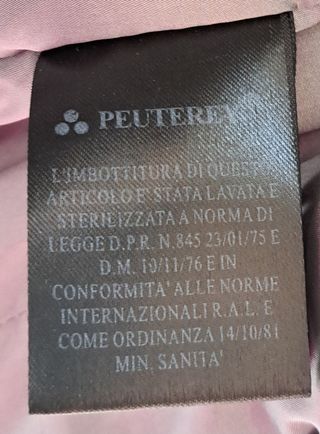 PEUTEREY
L'IMBOTTITURA DI QUESTO
ARTICOLO E' STATA LAVATA E
STERILIZZATA A NORMA DI
LEGGE D.P.R. N. 845 23/01/75 E
D.M. 10/11/76 E IN
CONFORMITA' ALLE NORME
INTERNAZIONALI R.A.L. E
COME ORDINANZA 14/10/81
MIN. SANITA'